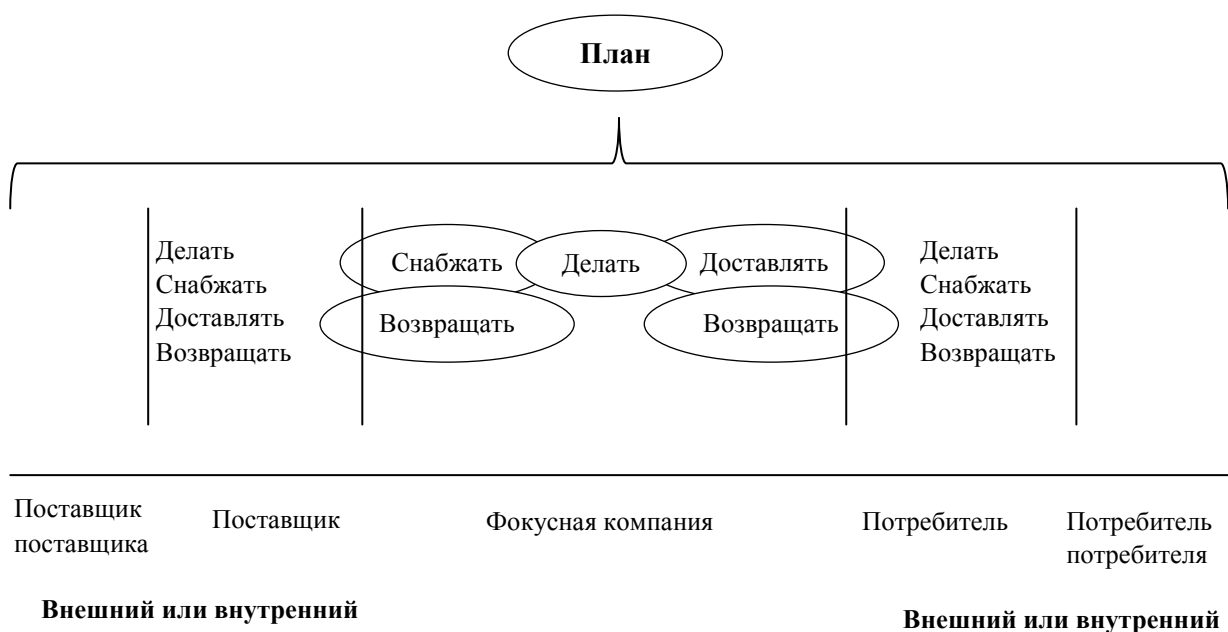 План
Делать
Снабжать
Доставлять
Возвращать
Снабжать
Делать
Доставлять
Возвращать
Возвращать
Делать
Снабжать
Доставлять
Возвращать
Поставщик
поставщика
Поставщик
Фокусная компания
Потребитель
Потребитель
потребителя
Внешний или внутренний
Внешний или внутренний